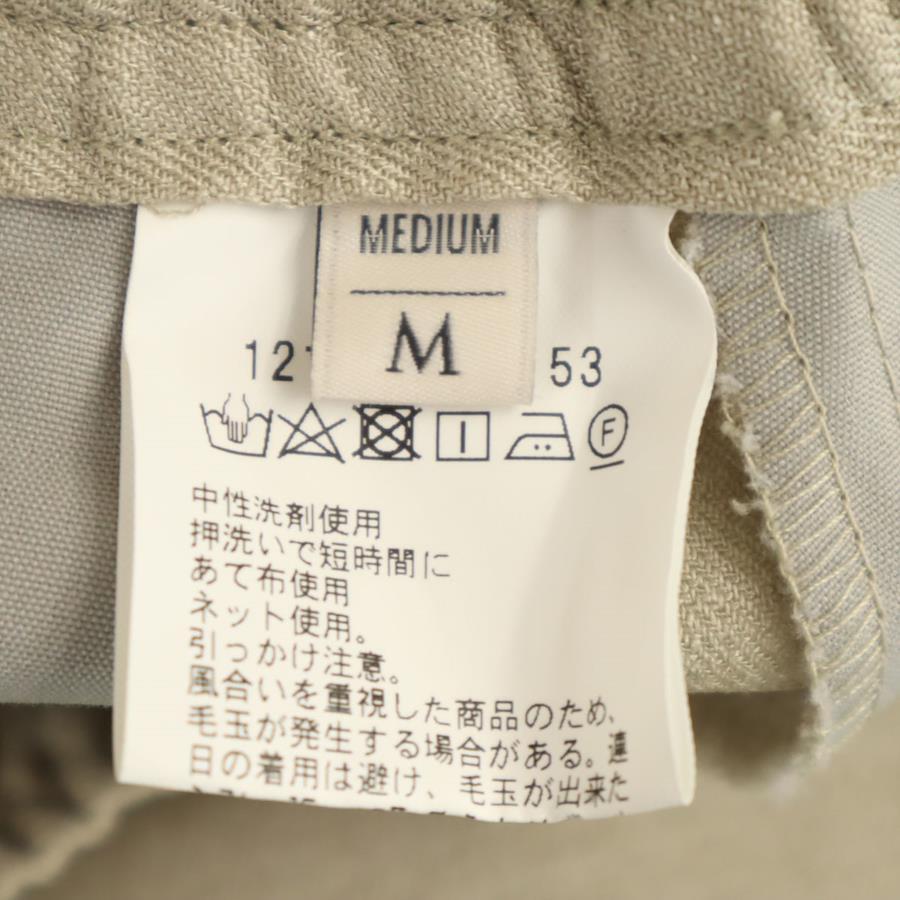 MEDIUM
M
53
F
中性洗剤使用
押洗いで短時間に
あて布使用
ネット使用。
引っかけ注意。
風合いを重視した商品のため、
毛玉が発生する場合がある。連
日の着用は避け、毛玉が出来た